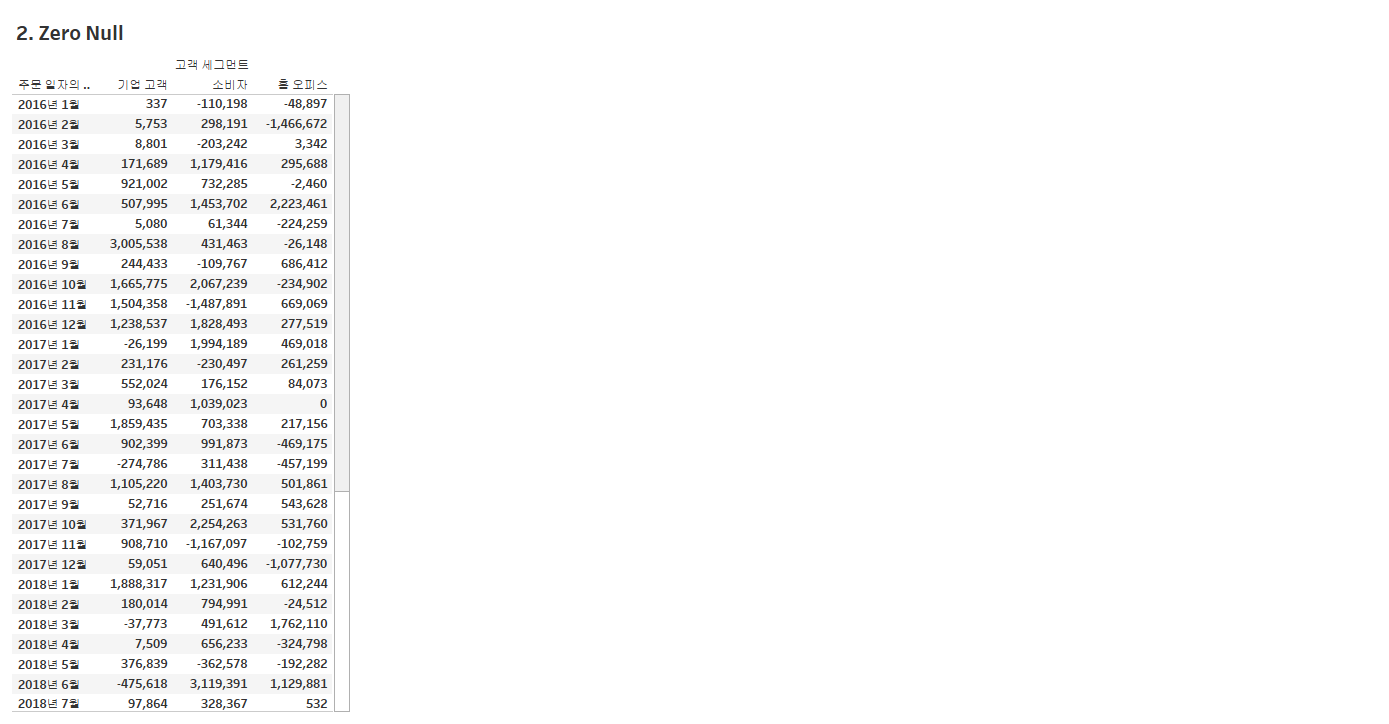 2. Zero Null
고객 세그먼트
주문 일자의 .. 기업 고객 소비자 홈 오피스
2016년 1월 337 -110,198 -48,897
2016년 2월 5,753 298,191 -1,466,672
2016년 3월 8,801 -203,242 3,342
2016년 4월 171,689 1,179,416 295,688
2016년 5월 921,002 732,285 -2,460
2016년 6월 507,995 1,453,702 2,223,461
2016년 7월 5,080 61,344 -224,259
2016년 8월 3,005,538 431,463 -26,148
2016년 9월 244,433 -109,767 686,412
2016년 10월 1,665,775 2,067,239 -234,902
2016년 11월 1,504,358 -1,487,891 669,069
2016년 12월 1,238,537 1,828,493 277,519
2017년 1월 -26,199 1,994,189 469,018
2017년 2월 231,176 -230,497 261,259
2017년 3월 552,024 176,152 84,073
2017년 4월 93,648 1,039,023 0
2017년 5월 1,859,435 703,338 217,156
2017년 6월 902,399 991,873 -469,175
2017년 7월 -274,786 311,438 -457,199
2017년 8월 1,105,220 1,403,730 501,861
2017년 9월 52,716 251,674 543,628
2017년 10월 371,967 2,254,263 531,760
2017년 11월 908,710 -1,167,097 -102,759
2017년 12월 59,051 640,496 -1,077,730
2018년 1월 1,888,317 1,231,906 612,244
2018년 2월 180,014 794,991 -24,512
2018년 3월 -37,773 491,612 1,762,110
2018년 4월 7,509 656,233 -324,798
2018년 5월 376,839 -362,578 -192,282
2018년 6월 -475,618 3,119,391 1,129,881
2018년 7월 97,864 328,367 532